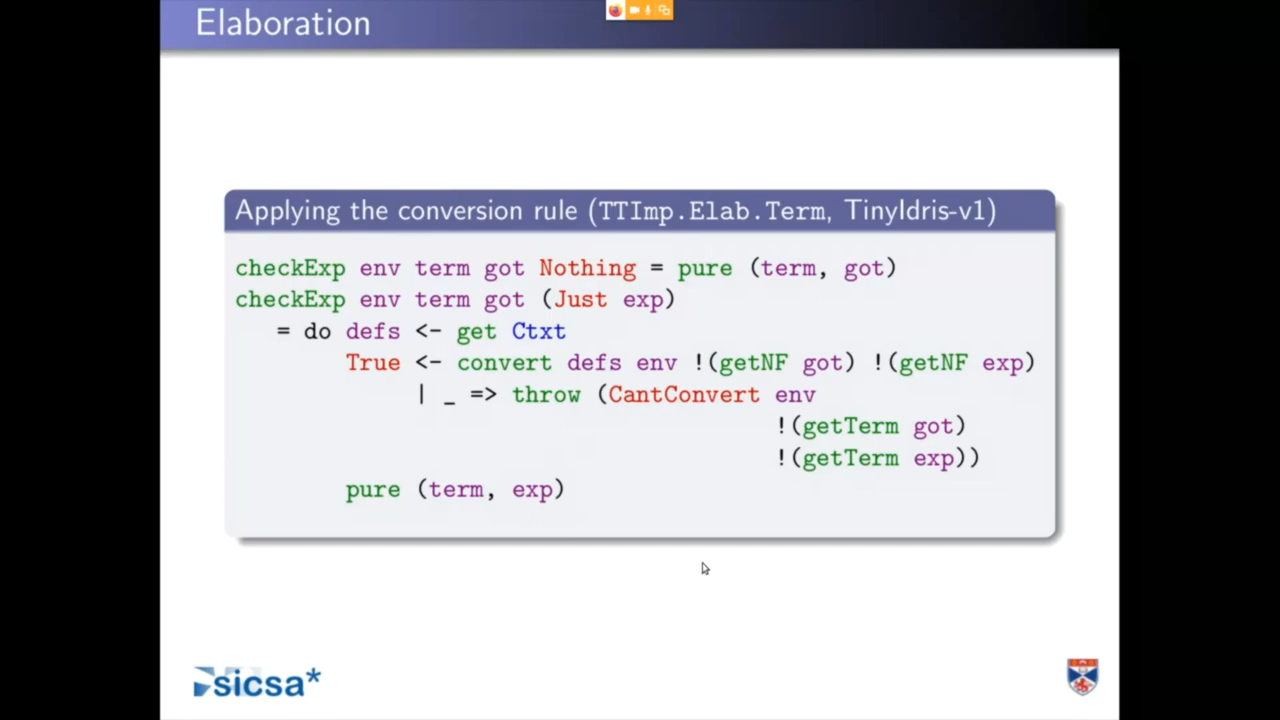 Elaboration
Applying the conversion rule (TTImp.Elab.Term, TinyIdris-v1)
checkExp env term got Nothing = pure (term, got)
checkExp env term got (Just exp)
   = do defs <- get Ctxt
        True <- convert defs env !(getNF got) !(getNF exp)
             | _ => throw (CantConvert env
                                       !(getTerm got)
                                       !(getTerm exp))
        pure (term, exp)
sicsa*